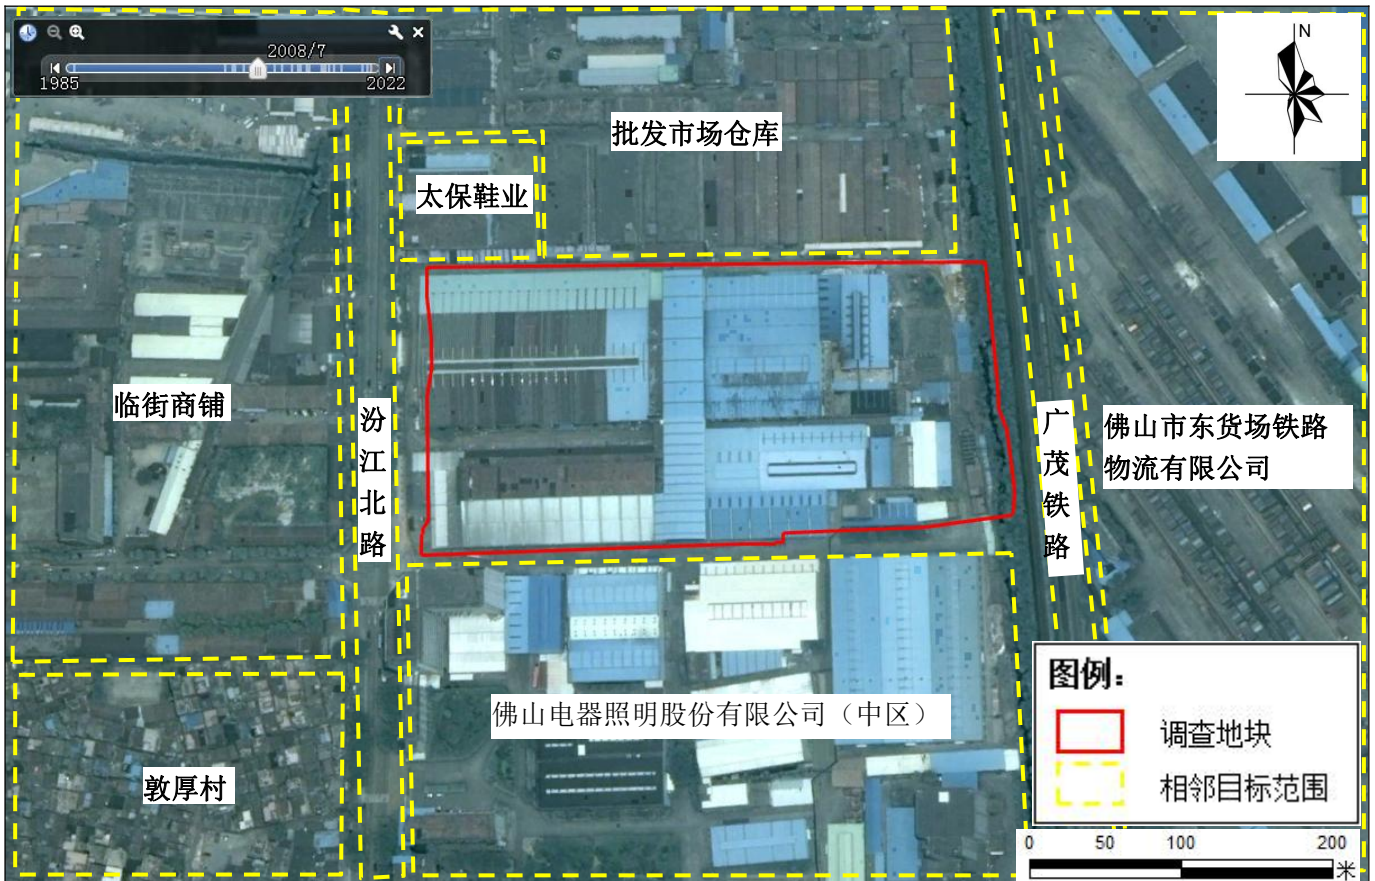 2008/7
1985
2022
N
批发市场仓库
太保鞋业
临街商铺
汾江北路
广茂铁路
佛山市东货场铁路
物流有限公司
佛山电器照明股份有限公司（中区）
敦厚村
图例：
调查地块
相邻目标范围
0 50 100 200
米